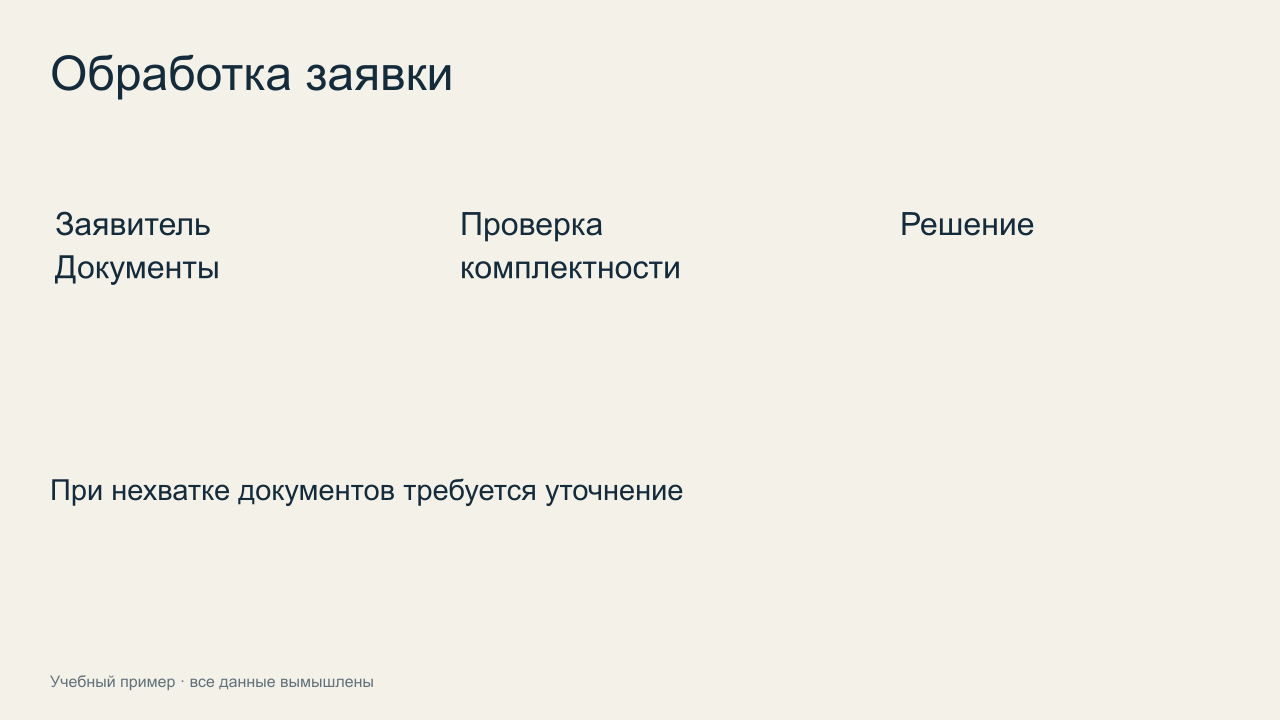 Обработка заявки
Заявитель
Документы
Проверка
комплектности
Решение
При нехватке документов требуется уточнение
Учебный пример · все данные вымышлены